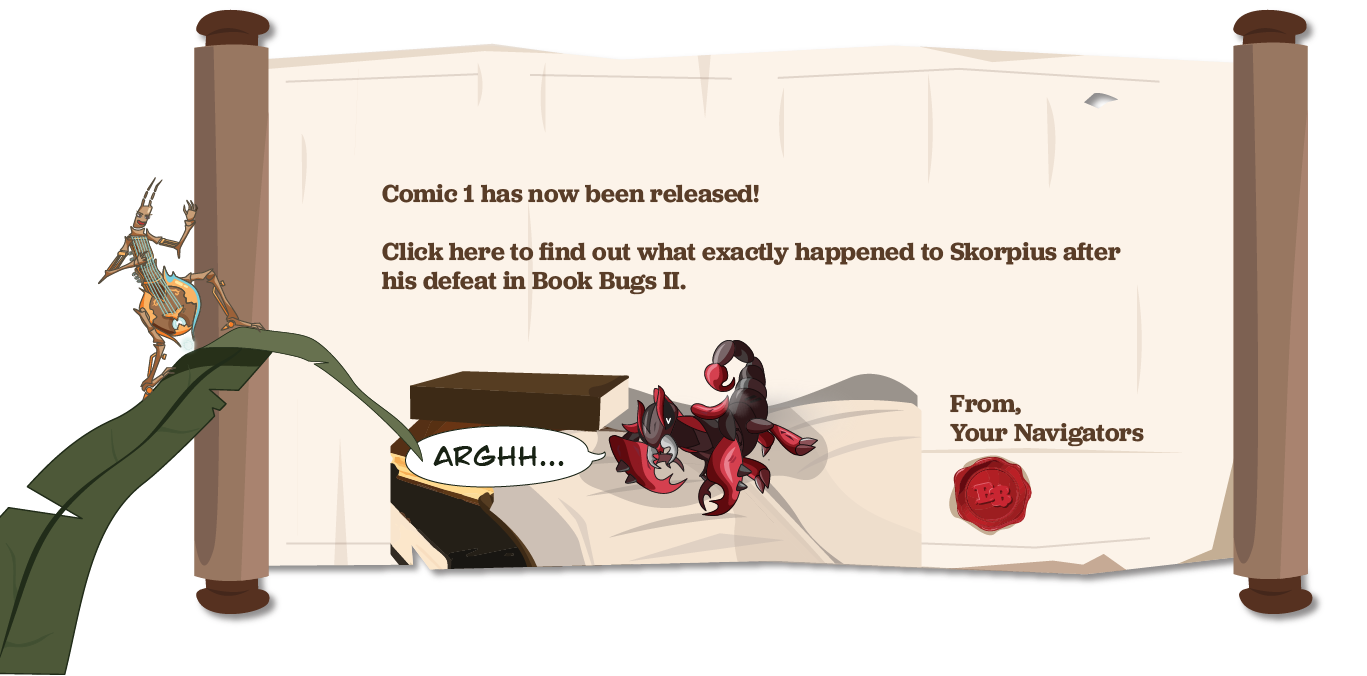 Comic 1 has now been released!
Click here to find out what exactly happened to Skorpius after
his defeat in Book Bugs II.
ARGHH...
From,
Your Navigators
BB